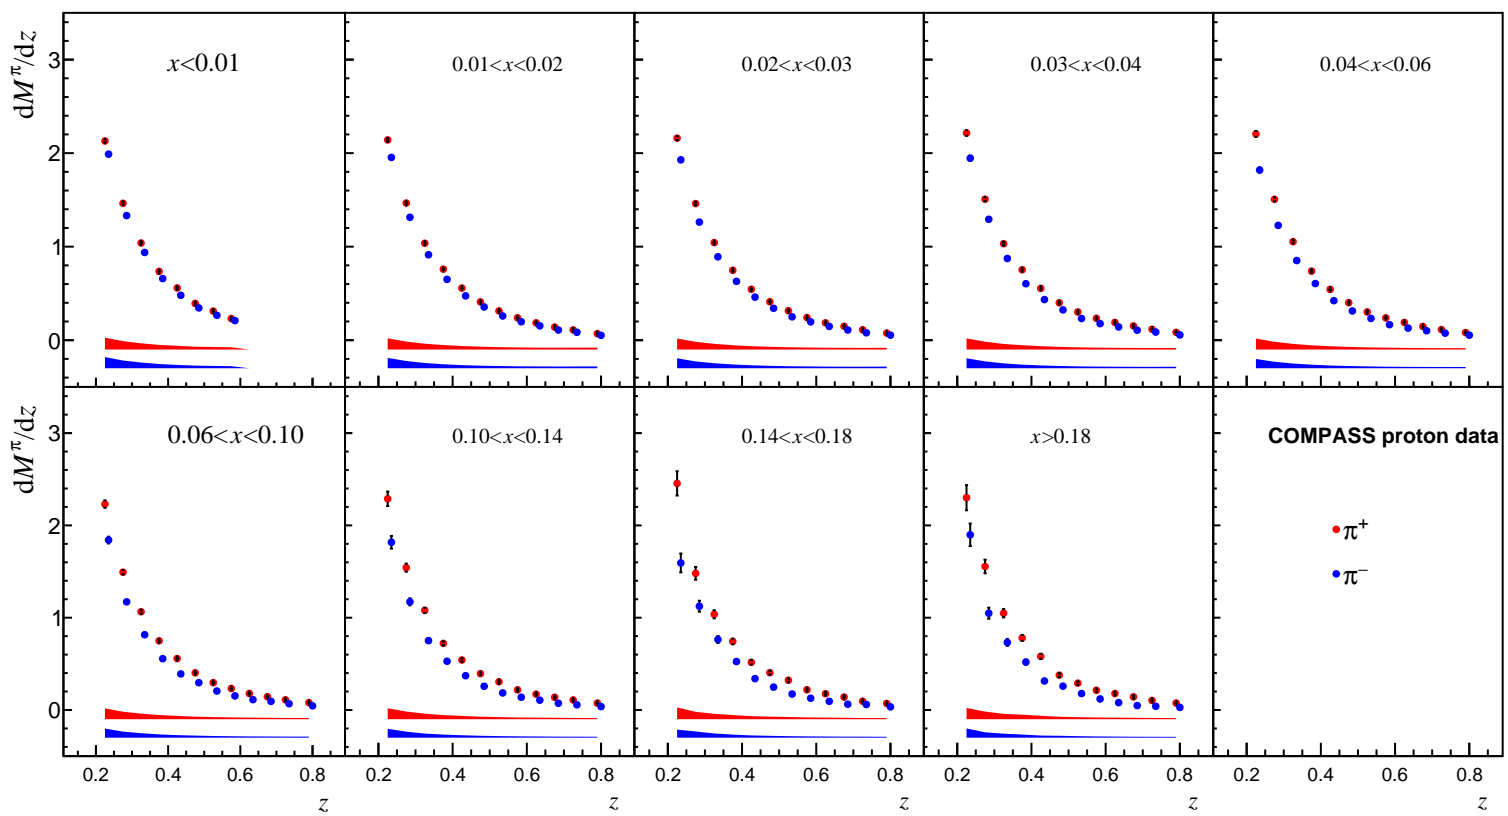 dM^π/dz
x<0.01
0.01<x<0.02
0.02<x<0.03
0.03<x<0.04
0.04<x<0.06
3
2
1
0
dM^π/dz
0.06<x<0.10
0.10<x<0.14
0.14<x<0.18
x>0.18
COMPASS proton data
3
2
1
0
π⁺
π⁻
0.2 0.4 0.6 0.8
0.2 0.4 0.6 0.8
0.2 0.4 0.6 0.8
0.2 0.4 0.6 0.8
0.2 0.4 0.6 0.8
z z z z z